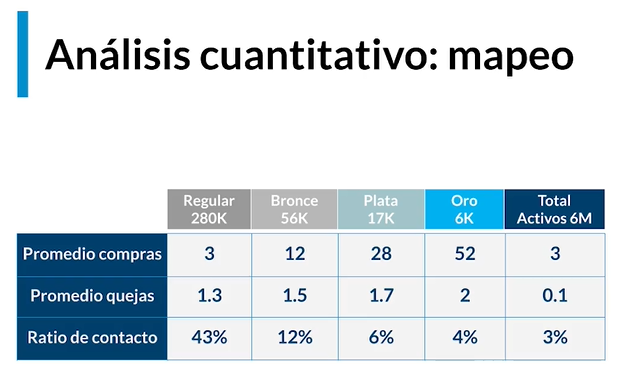 Análisis cuantitativo: mapeo
Regular Bronce Plata Oro Total
280K 56K 17K 6K Activos 6M
Promedio compras 3 12 28 52 3
Promedio quejas 1.3 1.5 1.7 2 0.1
Ratio de contacto 43% 12% 6% 4% 3%